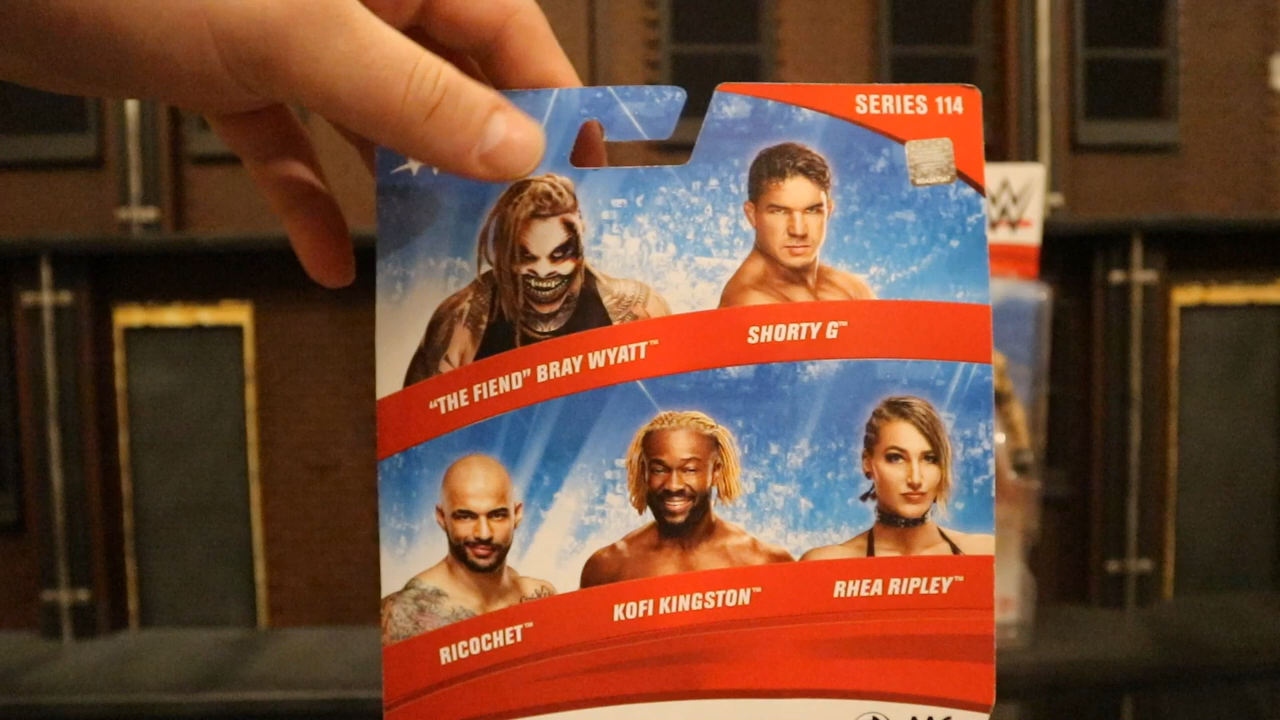 SERIES 114
W
"THE FIEND" BRAY WYATT™
SHORTY G™
RICOCHET™
KOFI KINGSTON™
RHEA RIPLEY™